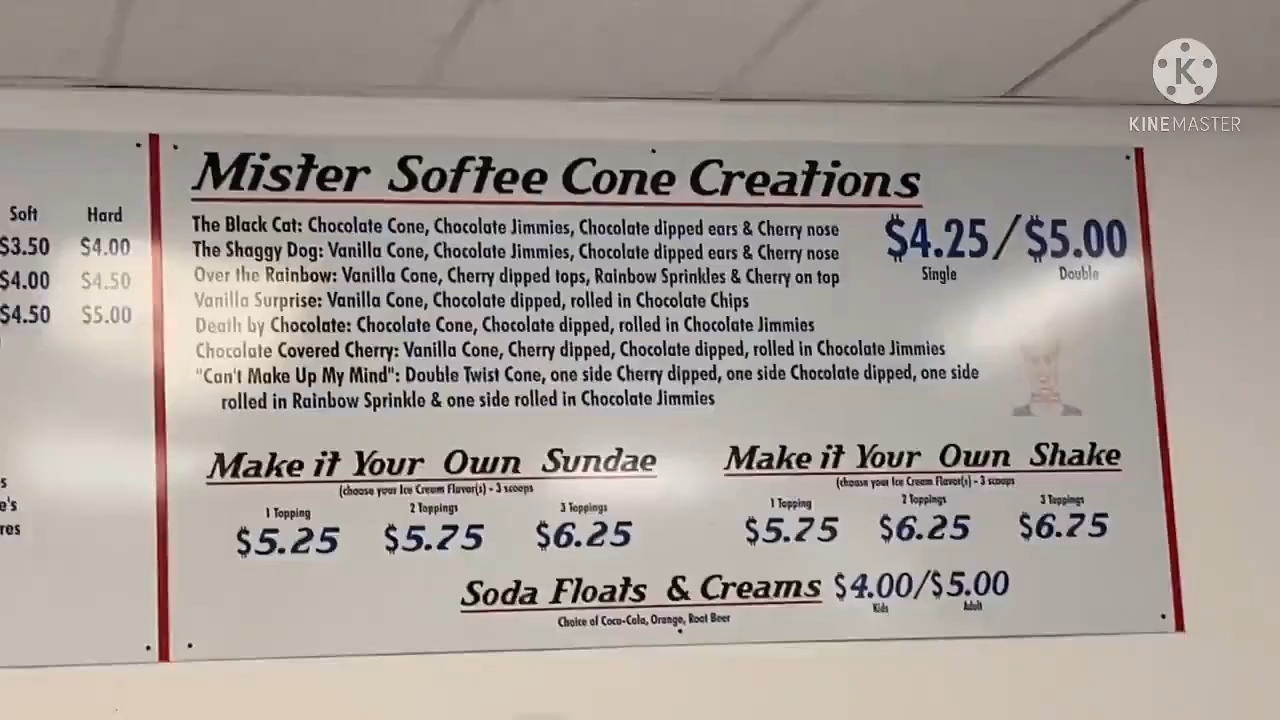 KINEMASTER
Soft Hard
$3.50 $4.00
$4.00 $4.50
$4.50 $5.00
s
e's
res
Mister Softee Cone Creations
The Black Cat: Chocolate Cone, Chocolate Jimmies, Chocolate dipped ears & Cherry nose
The Shaggy Dog: Vanilla Cone, Chocolate Jimmies, Chocolate dipped ears & Cherry nose
Over the Rainbow: Vanilla Cone, Cherry dipped tops, Rainbow Sprinkles & Cherry on top
Vanilla Surprise: Vanilla Cone, Chocolate dipped, rolled in Chocolate Chips
Death by Chocolate: Chocolate Cone, Chocolate dipped, rolled in Chocolate Jimmies
Chocolate Covered Cherry: Vanilla Cone, Cherry dipped, Chocolate dipped, rolled in Chocolate Jimmies
"Can't Make Up My Mind": Double Twist Cone, one side Cherry dipped, one side Chocolate dipped, one side
rolled in Rainbow Sprinkle & one side rolled in Chocolate Jimmies
$4.25/$5.00
Single Double
Make it Your Own Sundae
(choose your Ice Cream Flavor(s) - 3 scoops
1 Topping 2 Toppings 3 Toppings
$5.25 $5.75 $6.25
Make it Your Own Shake
(choose your Ice Cream Flavor(s) - 3 scoops
1 Topping 2 Toppings 3 Toppings
$5.75 $6.25 $6.75
Soda Floats & Creams $4.00/$5.00
Kids Adult
Choice of Coca-Cola, Orange, Root Beer